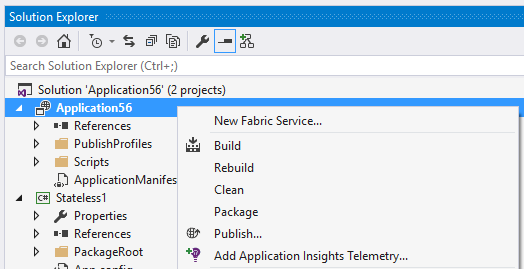 Solution Explorer
Search Solution Explorer (Ctrl+;)
Solution 'Application56' (2 projects)
Application56
References
PublishProfiles
Scripts
ApplicationManifes
C# Stateless1
Properties
References
PackageRoot
App.config
New Fabric Service...
Build
Rebuild
Clean
Package
Publish...
Add Application Insights Telemetry...